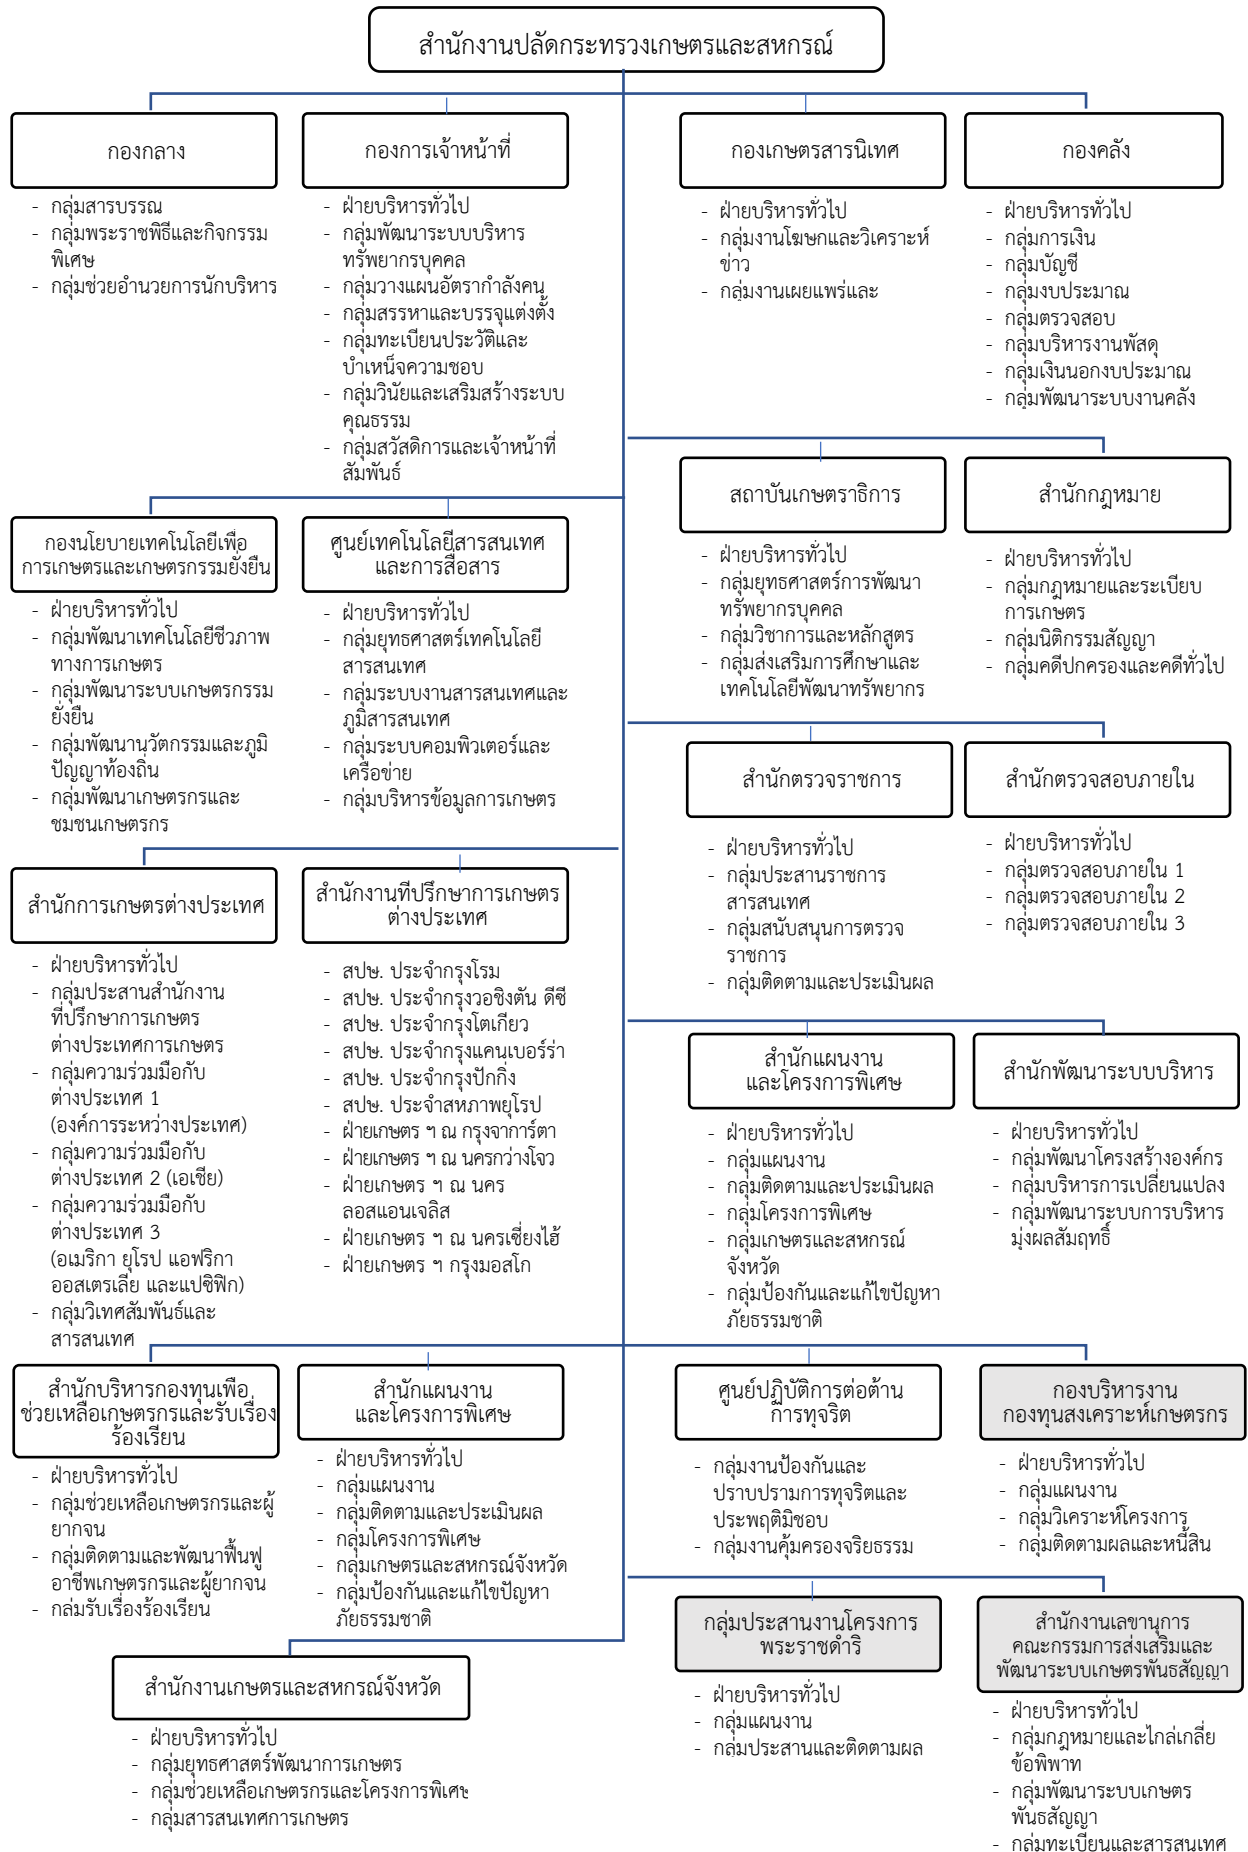 สำนักงานปลัดกระทรวงเกษตรและสหกรณ์
กองกลาง
- กลุ่มสารบรรณ
- กลุ่มพระราชพิธีและกิจกรรม
พิเศษ
- กลุ่มช่วยอำนวยการนักบริหาร
กองการเจ้าหน้าที่
- ฝ่ายบริหารทั่วไป
- กลุ่มพัฒนาระบบบริหาร
ทรัพยากรบุคคล
- กลุ่มวางแผนอัตรากำลังคน
- กลุ่มสรรหาและบรรจุแต่งตั้ง
- กลุ่มทะเบียนประวัติและ
บำเหน็จความชอบ
- กลุ่มวินัยและเสริมสร้างระบบ
คุณธรรม
- กลุ่มสวัสดิการและเจ้าหน้าที่
สัมพันธ์
กองเกษตรสารนิเทศ
- ฝ่ายบริหารทั่วไป
- กลุ่มงานโฆษกและวิเคราะห์
ข่าว
- กลุ่มงานเผยแพร่และ
กองคลัง
- ฝ่ายบริหารทั่วไป
- กลุ่มการเงิน
- กลุ่มบัญชี
- กลุ่มงบประมาณ
- กลุ่มตรวจสอบ
- กลุ่มบริหารงานพัสดุ
- กลุ่มเงินนอกงบประมาณ
- กลุ่มพัฒนาระบบงานคลัง
สถาบันเกษตราธิการ
- ฝ่ายบริหารทั่วไป
- กลุ่มยุทธศาสตร์การพัฒนา
ทรัพยากรบุคคล
- กลุ่มวิชาการและหลักสูตร
- กลุ่มส่งเสริมการศึกษาและ
เทคโนโลยีพัฒนาทรัพยากร
สำนักกฎหมาย
- ฝ่ายบริหารทั่วไป
- กลุ่มกฎหมายและระเบียบ
การเกษตร
- กลุ่มนิติกรรมสัญญา
- กลุ่มคดีปกครองและคดีทั่วไป
กองนโยบายเทคโนโลยีเพื่อ
การเกษตรและเกษตรกรรมยั่งยืน
- ฝ่ายบริหารทั่วไป
- กลุ่มพัฒนาเทคโนโลยีชีวภาพ
ทางการเกษตร
- กลุ่มพัฒนาระบบเกษตรกรรม
ยั่งยืน
- กลุ่มพัฒนานวัตกรรมและภูมิ
ปัญญาท้องถิ่น
- กลุ่มพัฒนาเกษตรกรและ
ชมชนเกษตรกร
ศูนย์เทคโนโลยีสารสนเทศ
และการสื่อสาร
- ฝ่ายบริหารทั่วไป
- กลุ่มยุทธศาสตร์เทคโนโลยี
สารสนเทศ
- กลุ่มระบบงานสารสนเทศและ
ภูมิสารสนเทศ
- กลุ่มระบบคอมพิวเตอร์และ
เครือข่าย
- กลุ่มบริหารข้อมูลการเกษตร
สำนักตรวจราชการ
- ฝ่ายบริหารทั่วไป
- กลุ่มประสานราชการ
สารสนเทศ
- กลุ่มสนับสนุนการตรวจ
ราชการ
- กลุ่มติดตามและประเมินผล
สำนักตรวจสอบภายใน
- ฝ่ายบริหารทั่วไป
- กลุ่มตรวจสอบภายใน 1
- กลุ่มตรวจสอบภายใน 2
- กลุ่มตรวจสอบภายใน 3
สำนักการเกษตรต่างประเทศ
- ฝ่ายบริหารทั่วไป
- กลุ่มประสานสำนักงาน
ที่ปรึกษาการเกษตร
ต่างประเทศการเกษตร
- กลุ่มความร่วมมือกับ
ต่างประเทศ 1
(องค์การระหว่างประเทศ)
- กลุ่มความร่วมมือกับ
ต่างประเทศ 2 (เอเชีย)
- กลุ่มความร่วมมือกับ
ต่างประเทศ 3
(อเมริกา ยุโรป แอฟริกา
ออสเตรเลีย และแปซิฟิก)
- กลุ่มวิเทศสัมพันธ์และ
สารสนเทศ
สำนักงานที่ปรึกษาการเกษตร
ต่างประเทศ
- สปษ. ประจำกรุงโรม
- สปษ. ประจำกรุงวอชิงตัน ดีซี
- สปษ. ประจำกรุงโตเกียว
- สปษ. ประจำกรุงแคนเบอร์ร่า
- สปษ. ประจำกรุงปักกิ่ง
- สปษ. ประจำสหภาพยุโรป
- ฝ่ายเกษตร ฯ ณ กรุงจาการ์ตา
- ฝ่ายเกษตร ฯ ณ นครกว่างโจว
- ฝ่ายเกษตร ฯ ณ นคร
ลอสแอนเจลิส
- ฝ่ายเกษตร ฯ ณ นครเซี่ยงไฮ้
- ฝ่ายเกษตร ฯ กรุงมอสโก
สำนักแผนงาน
และโครงการพิเศษ
- ฝ่ายบริหารทั่วไป
- กลุ่มแผนงาน
- กลุ่มติดตามและประเมินผล
- กลุ่มโครงการพิเศษ
- กลุ่มเกษตรและสหกรณ์
จังหวัด
- กลุ่มป้องกันและแก้ไขปัญหา
ภัยธรรมชาติ
สำนักพัฒนาระบบบริหาร
- ฝ่ายบริหารทั่วไป
- กลุ่มพัฒนาโครงสร้างองค์กร
- กลุ่มบริหารการเปลี่ยนแปลง
- กลุ่มพัฒนาระบบการบริหาร
มุ่งผลสัมฤทธิ์
สำนักบริหารกองทุนเพื่อ
ช่วยเหลือเกษตรกรและรับเรื่อง
ร้องเรียน
- ฝ่ายบริหารทั่วไป
- กลุ่มช่วยเหลือเกษตรกรและผู้
ยากจน
- กลุ่มติดตามและพัฒนาฟื้นฟู
อาชีพเกษตรกรและผู้ยากจน
- กลุ่มรับเรื่องร้องเรียน
สำนักแผนงาน
และโครงการพิเศษ
- ฝ่ายบริหารทั่วไป
- กลุ่มแผนงาน
- กลุ่มติดตามและประเมินผล
- กลุ่มโครงการพิเศษ
- กลุ่มเกษตรและสหกรณ์จังหวัด
- กลุ่มป้องกันและแก้ไขปัญหา
ภัยธรรมชาติ
ศูนย์ปฏิบัติการต่อต้าน
การทุจริต
- กลุ่มงานป้องกันและ
ปราบปรามการทุจริตและ
ประพฤติมิชอบ
- กลุ่มงานคุ้มครองจริยธรรม
กองบริหารงาน
กองทุนสงเคราะห์เกษตรกร
- ฝ่ายบริหารทั่วไป
- กลุ่มแผนงาน
- กลุ่มวิเคราะห์โครงการ
- กลุ่มติดตามผลและหนี้สิน
กลุ่มประสานงานโครงการ
พระราชดำริ
- ฝ่ายบริหารทั่วไป
- กลุ่มแผนงาน
- กลุ่มประสานและติดตามผล
สำนักงานเลขานุการ
คณะกรรมการส่งเสริมและ
พัฒนาระบบเกษตรพันธสัญญา
- ฝ่ายบริหารทั่วไป
- กลุ่มกฎหมายและไกล่เกลี่ย
ข้อพิพาท
- กลุ่มพัฒนาระบบเกษตร
พันธสัญญา
- กลุ่มทะเบียนและสารสนเทศ
สำนักงานเกษตรและสหกรณ์จังหวัด
- ฝ่ายบริหารทั่วไป
- กลุ่มยุทธศาสตร์พัฒนาการเกษตร
- กลุ่มช่วยเหลือเกษตรกรและโครงการพิเศษ
- กลุ่มสารสนเทศการเกษตร